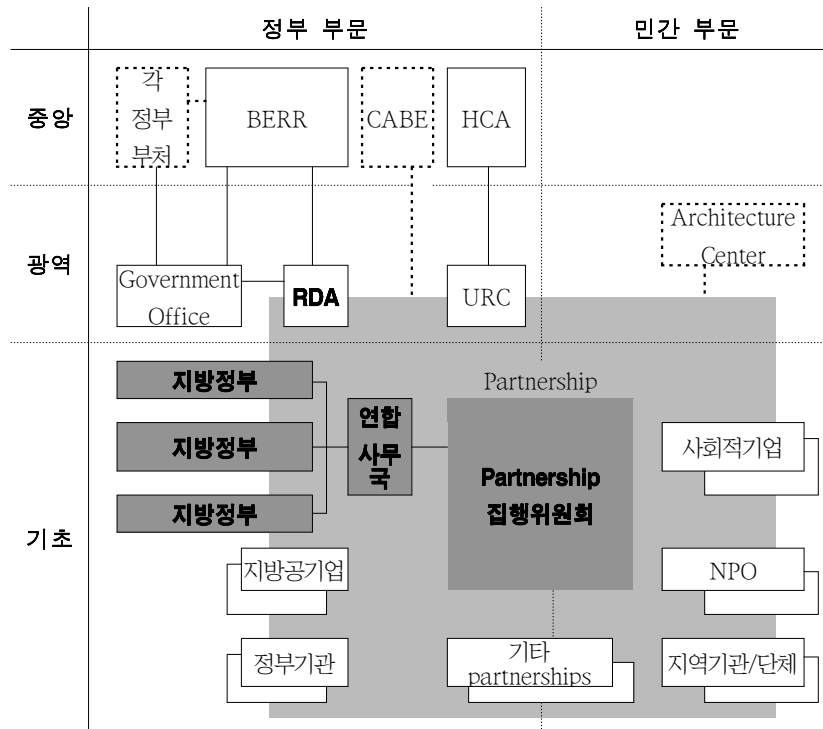 정부 부문
민간 부문
중앙
각
정부
부처
BERR
CABE
HCA
광역
Government
Office
RDA
URC
Architecture
Center
기초
지방정부
지방정부
지방정부
연합
사무
국
Partnership
Partnership
집행위원회
사회적기업
지방공기업
NPO
정부기관
기타
partnerships
지역기관/단체